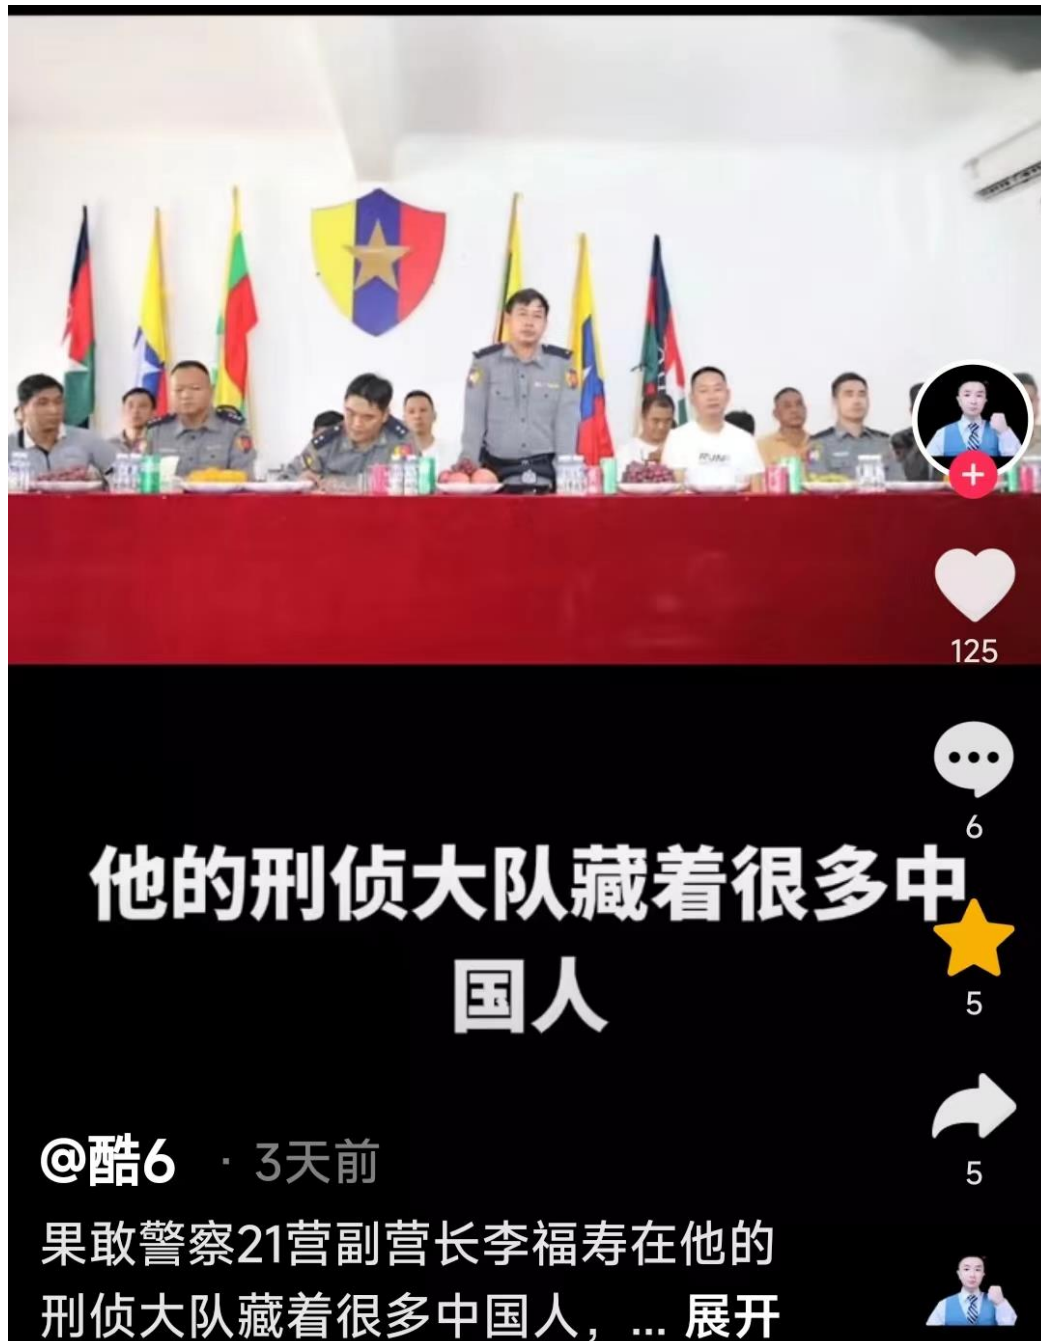 125
6
他的刑侦大队藏着很多中
国人
5
@酷6 · 3天前
5
果敢警察21营副营长李福寿在他的
刑侦大队藏着很多中国人，... 展开